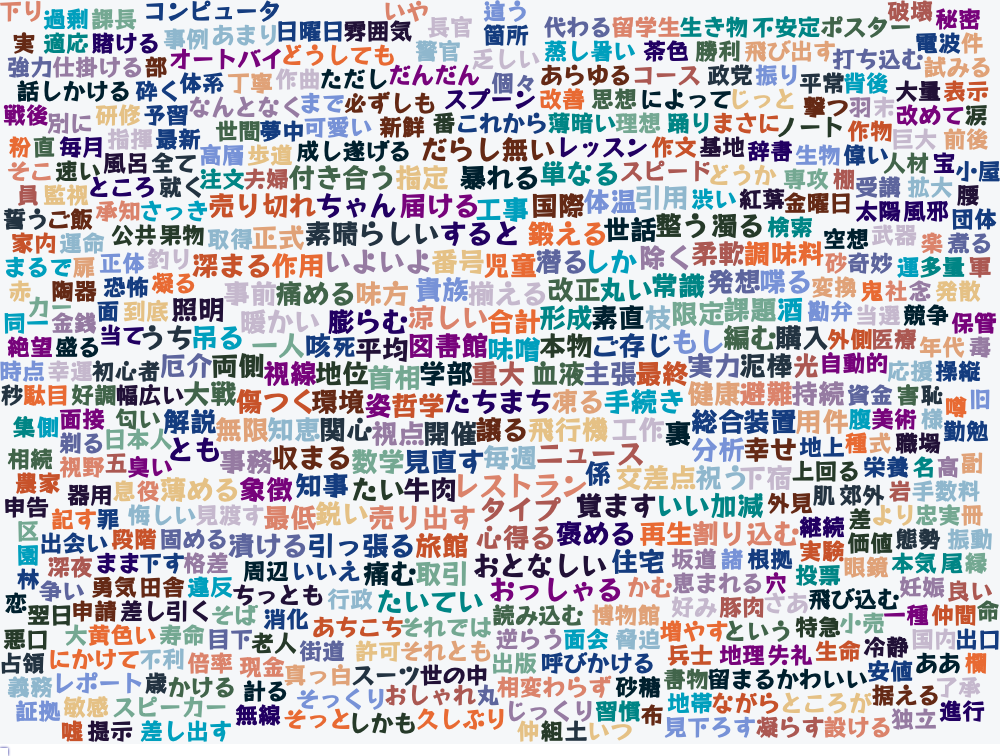 下り 過剰 課長 コンピュータ いや 長官 違う 箇所 代わる 留学生 生き物 不安定 ポスター 破壊 秘密
実 適応 賭ける 事例 あまり 日曜日 雰囲気 警官 乏しい 蒸し暑い 茶色 勝利 飛び出す 打ち込む 電波 件
強力 仕掛ける 部 オートバイ どうしても 個々 あらゆる コース 政党 振り 平常 背後 試みる
話しかける 砕く 体系 丁寧 作曲 ただし だんだん スプーン 改善 思想 によって じっと 撃つ 羽末 大量 表示
戦後 別に 研修 予習 なんとなく まで 必ずしも 新鮮 番 これから 薄暗い 理想 踊り まさに ノート 作物 改めて 涙
粉 直 毎月 指揮 最新 世間 夢中 可愛い だらし無い レッスン 作文 基地 辞書 生物 偉い 巨大 前後
そこ 速い 風呂 全て 高層 歩道 成し遂げる 暴れる 単なる スピード どうか 専攻 棚 人材 宝 小屋
員 監視 ところ 就く 注文 夫婦 付き合う 指定 体温 引用 渋い 紅葉 金曜日 受講 拡大 腰
誓う ご飯 承知 さっき 売り切れ ちゃん 届ける 工事 国際 世話 整う 濁る 検索 空想 武器 太陽 風邪 団体
家内 運命 公共 果物 取得 正式 素晴らしい すると 鍛える 除く 柔軟 調味料 砂 奇妙 楽 煮る
まるで 扉 正体 釣り 深まる 作用 いよいよ 番号 児童 潜る しか 発想 喋る 変換 鬼 社 念 運 多量 軍
赤 陶器 恐怖 凝る 事前 痛める 味方 貴族 揃える 改正 丸い 常識 限定 課題 酒 勘弁 当選 競争 発散
同一 力 金銭 面 到底 照明 暖かい 膨らむ 涼しい 合計 形成 素直 枝 保管
絶望 盛る 当て うち 吊る 一人 咳 死 平均 図書館 味噌 本物 ご存じ もし 編む 購入 外側 医療 年代 毒
時点 幸運 初心者 厄介 両側 視線 地位 首相 学部 重大 血液 主張 最終 実力 泥棒 光 自動的 応援 操縦
秒 駄目 好調 幅広い 大戦 傷つく 環境 姿 哲学 たちまち 凍る 手続き 健康 避難 持続 資金 害 恥 噂 旧
集 側 面接 匂い 解説 無限 知恵 関心 視点 開催 譲る 飛行機 工作 裏 総合 装置 用件 腹 美術 様 勤勉
剃る 日本人 とも 事務 収まる 数学 見直す 毎週 ニュース 分析 幸せ 地上 種 式 職場
相続 視野 五 臭い 係 交差点 祝う 下宿 上回る 栄養 名 高 副
農家 器用 息 役 薄める 象徴 知事 たい 牛肉 レストラン タイプ 覚ます いい加減 外見 肌 郊外 岩 手数料
申告 記す 罪 悔しい 見渡す 最低 鋭い 売り出す 心得る 褒める 再生 割り込む 継続 差 より 忠実 冊
区 園 出会い 段階 固める 漬ける 引っ張る 旅館 おとなしい 住宅 坂道 諸 根拠 実験 価値 態勢 振動
林 深夜 まま 下す 格差 周辺 いいえ 痛む 取引 おっしゃる かむ 恵まれる 穴 投票 眼鏡 本気 尾 緑
恋 争い 勇気 田舎 違反 ちっとも 行政 たいてい 読み込む 博物館 好み 豚肉 さあ 飛び込む 妊娠 良い
翌日 申請 差し引く そば 消化 あちこち それでは 逆らう 面会 脅迫 増やす という 特急 小売 一種 仲間 命
悪口 大 黄色い 寿命 目下 老人 街道 許可 それとも 出版 呼びかける 兵士 地理 失礼 生命 冷静 国内 出口
占領 にかけて 不利 倍率 現金 真っ白 スーツ 世の中 相変わらず 砂糖 書物 留まる かわいい 安値 ああ 欄
義務 レポート 歳 かける 計る そっくり おしゃれ 丸 じっくり 習慣 布 地帯 ながら ところが 据える 了承
証拠 敏感 スピーカー 無線 そっと しかも 久しぶり 仲 組 土 いつ 見下ろす 凝らす 設ける 独立 進行
嘘 提示 差し出す